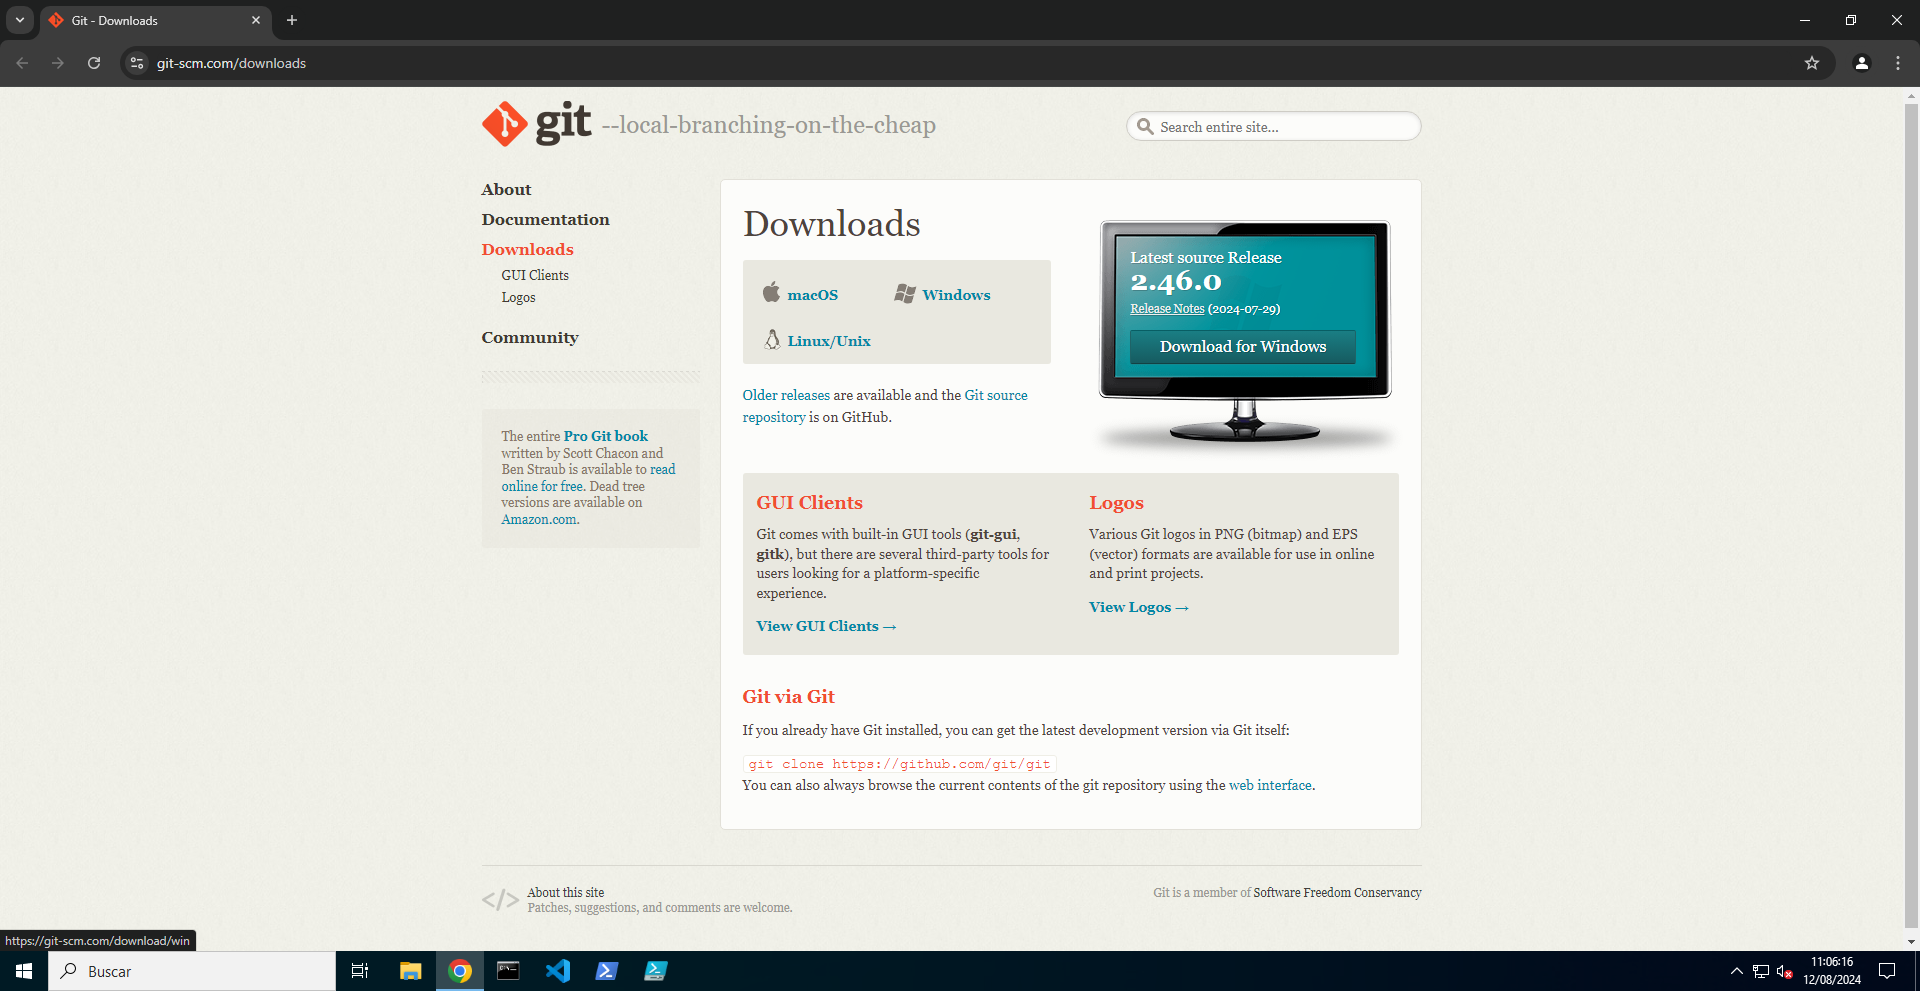 Git - Downloads
git-scm.com/downloads
git --local-branching-on-the-cheap
Search entire site...
About
Documentation
Downloads
GUI Clients
Logos
Community
The entire Pro Git book
written by Scott Chacon and
Ben Straub is available to read
online for free. Dead tree
versions are available on
Amazon.com.
Downloads
macOS
Windows
Linux/Unix
Older releases are available and the Git source
repository is on GitHub.
Latest source Release
2.46.0
Release Notes (2024-07-29)
Download for Windows
GUI Clients
Git comes with built-in GUI tools (git-gui,
gitk), but there are several third-party tools for
users looking for a platform-specific
experience.
View GUI Clients →
Logos
Various Git logos in PNG (bitmap) and EPS
(vector) formats are available for use in online
and print projects.
View Logos →
Git via Git
If you already have Git installed, you can get the latest development version via Git itself:
git clone https://github.com/git/git
You can also always browse the current contents of the git repository using the web interface.
</> About this site
Patches, suggestions, and comments are welcome.
Git is a member of Software Freedom Conservancy
https://git-scm.com/download/win
Buscar
11:06:16
12/08/2024